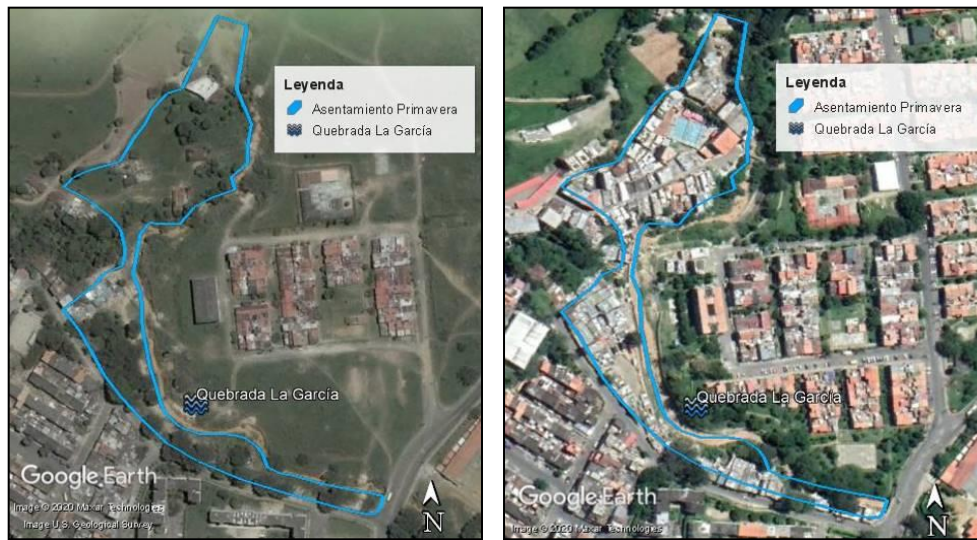 Leyenda
Asentamiento Primavera
Quebrada La García
Quebrada La García
Google Earth
Image © 2020 Maxar Technologies
Image U.S. Geological Survey
N
Leyenda
Asentamiento Primavera
Quebrada La García
Quebrada La García
Google Earth
Image © 2020 Maxar Technologies
N